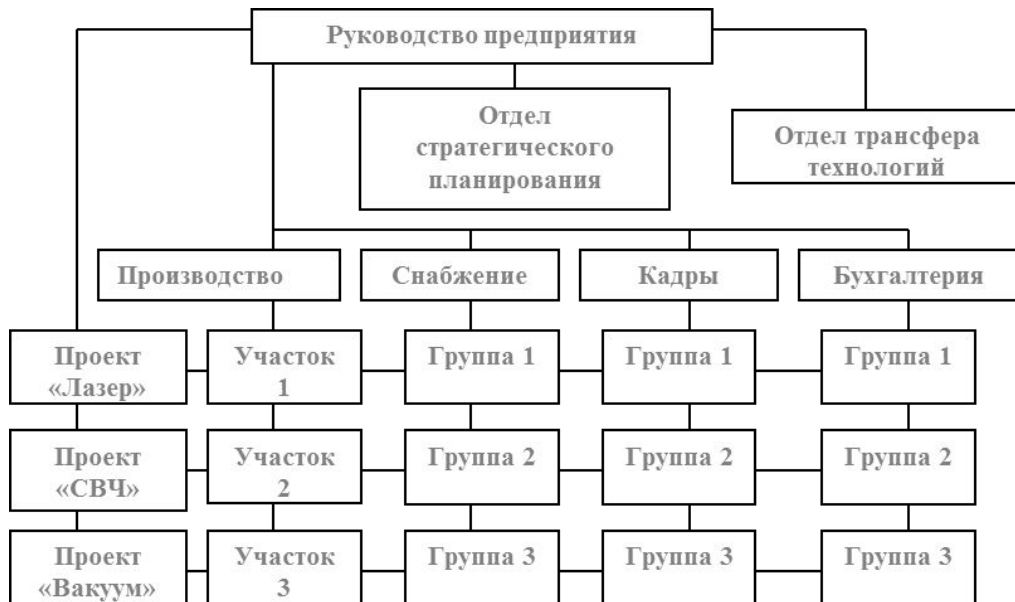 Руководство предприятия
Отдел
стратегического
планирования
Отдел трансфера
технологий
Производство
Снабжение
Кадры
Бухгалтерия
Проект
«Лазер»
Участок
1
Группа 1
Группа 1
Группа 1
Проект
«СВЧ»
Участок
2
Группа 2
Группа 2
Группа 2
Проект
«Вакуум»
Участок
3
Группа 3
Группа 3
Группа 3